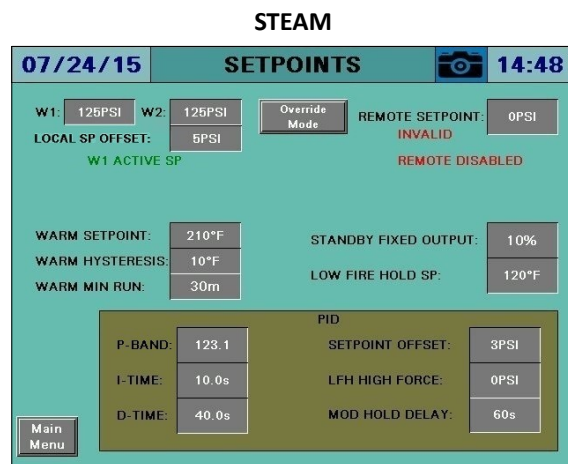 STEAM
07/24/15 SETPOINTS 14:48
W1: 125PSI W2: 125PSI Override Mode REMOTE SETPOINT: 0PSI
LOCAL SP OFFSET: 5PSI INVALID
W1 ACTIVE SP REMOTE DISABLED
WARM SETPOINT: 210°F STANDBY FIXED OUTPUT: 10%
WARM HYSTERESIS: 10°F
LOW FIRE HOLD SP: 120°F
WARM MIN RUN: 30m
PID
P-BAND: 123.1 SETPOINT OFFSET: 3PSI
I-TIME: 10.0s LFH HIGH FORCE: 0PSI
D-TIME: 40.0s MOD HOLD DELAY: 60s
Main
Menu